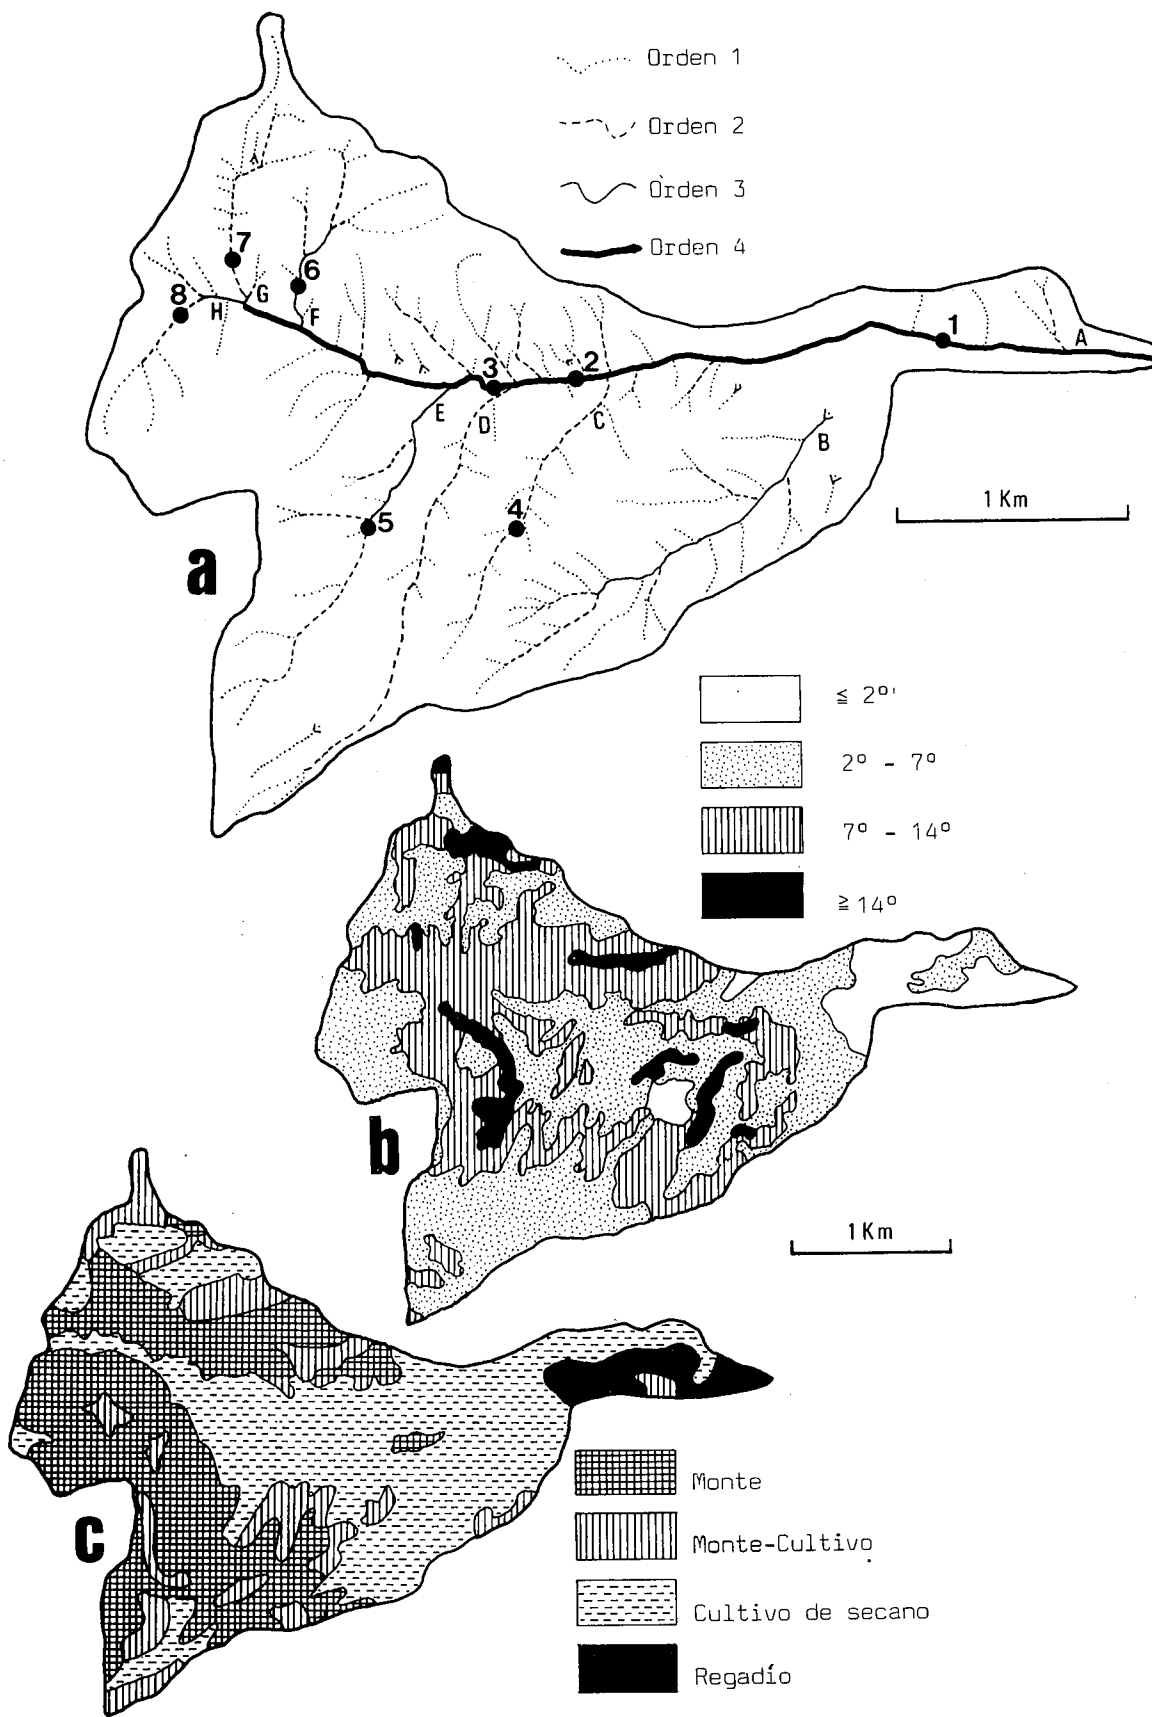 Orden 1
Orden 2
Orden 3
Orden 4
7
6
8
G
H
F
1
A
3
2
E
D
C
B
5
4
1 Km
a
≦ 2º
2º - 7º
7º - 14º
≧ 14º
b
1 Km
c
Monte
Monte-Cultivo
Cultivo de secano
Regadío